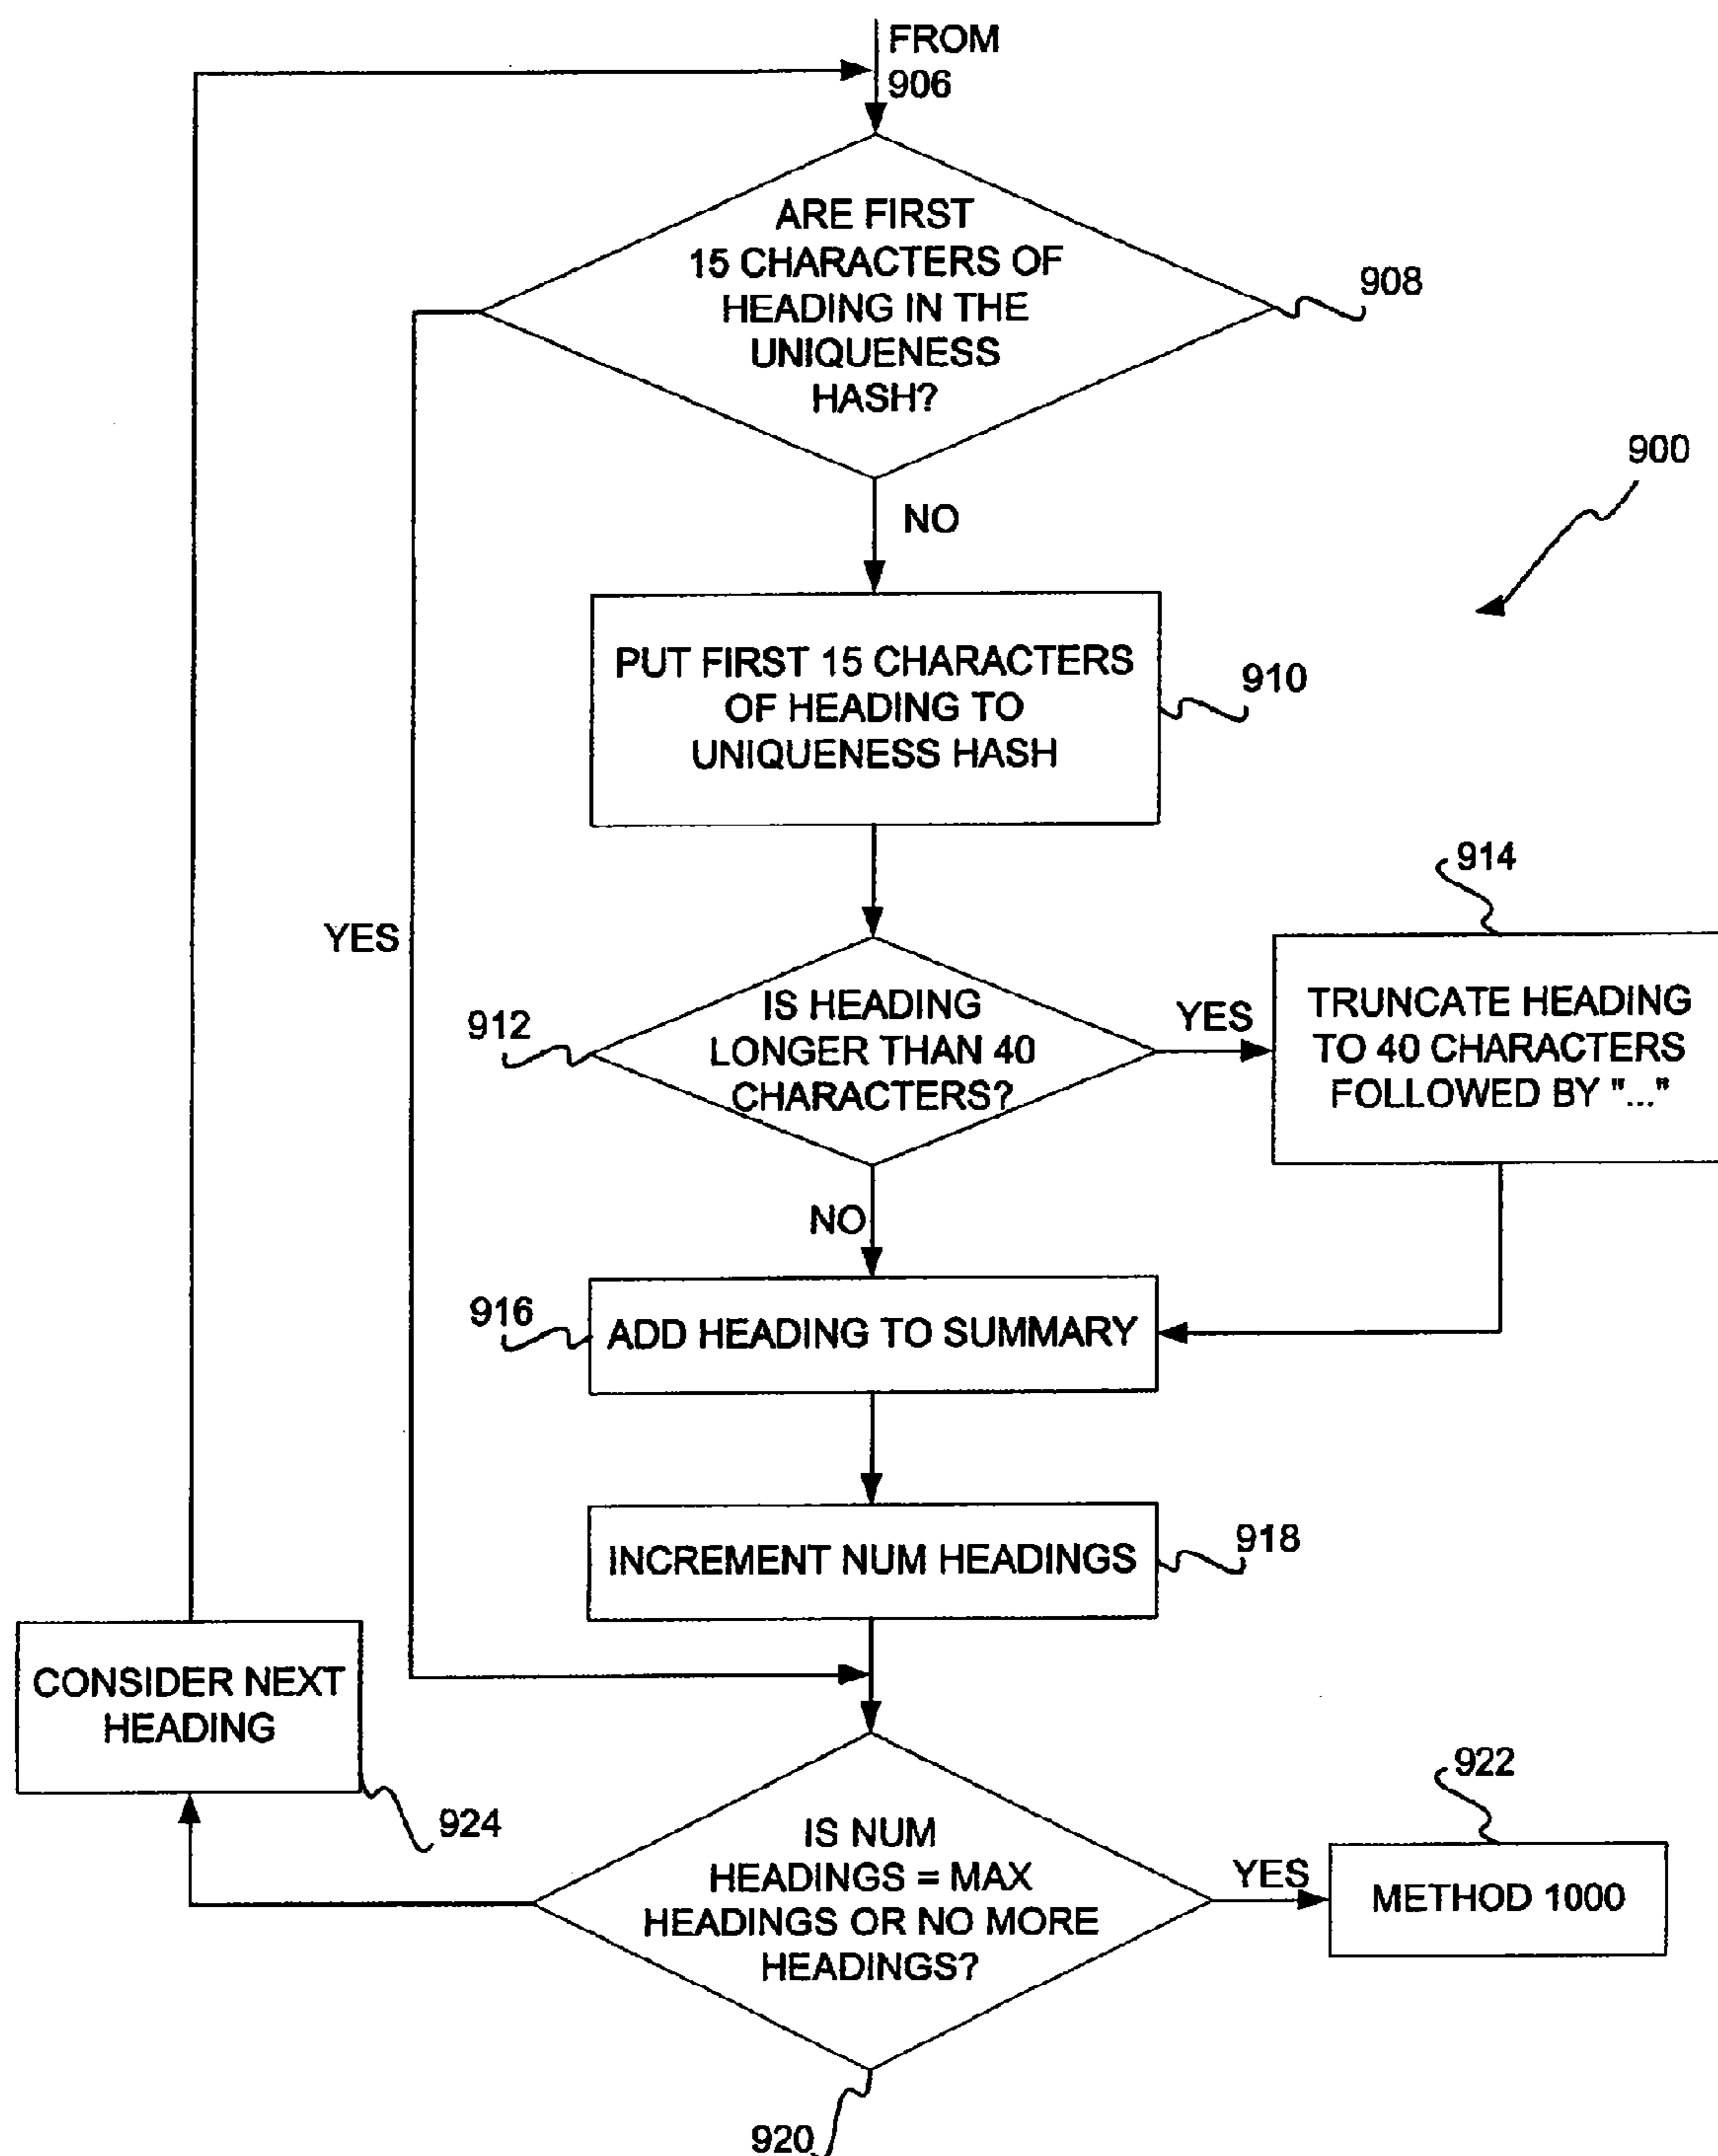 FROM
906
ARE FIRST
15 CHARACTERS OF
HEADING IN THE
UNIQUENESS
HASH?
908
900
NO
PUT FIRST 15 CHARACTERS
OF HEADING TO
UNIQUENESS HASH
910
914
YES
IS HEADING
LONGER THAN 40
CHARACTERS?
912
YES
TRUNCATE HEADING
TO 40 CHARACTERS
FOLLOWED BY "..."
NO
916
ADD HEADING TO SUMMARY
INCREMENT NUM HEADINGS
918
CONSIDER NEXT
HEADING
924
IS NUM
HEADINGS = MAX
HEADINGS OR NO MORE
HEADINGS?
YES
922
METHOD 1000
920